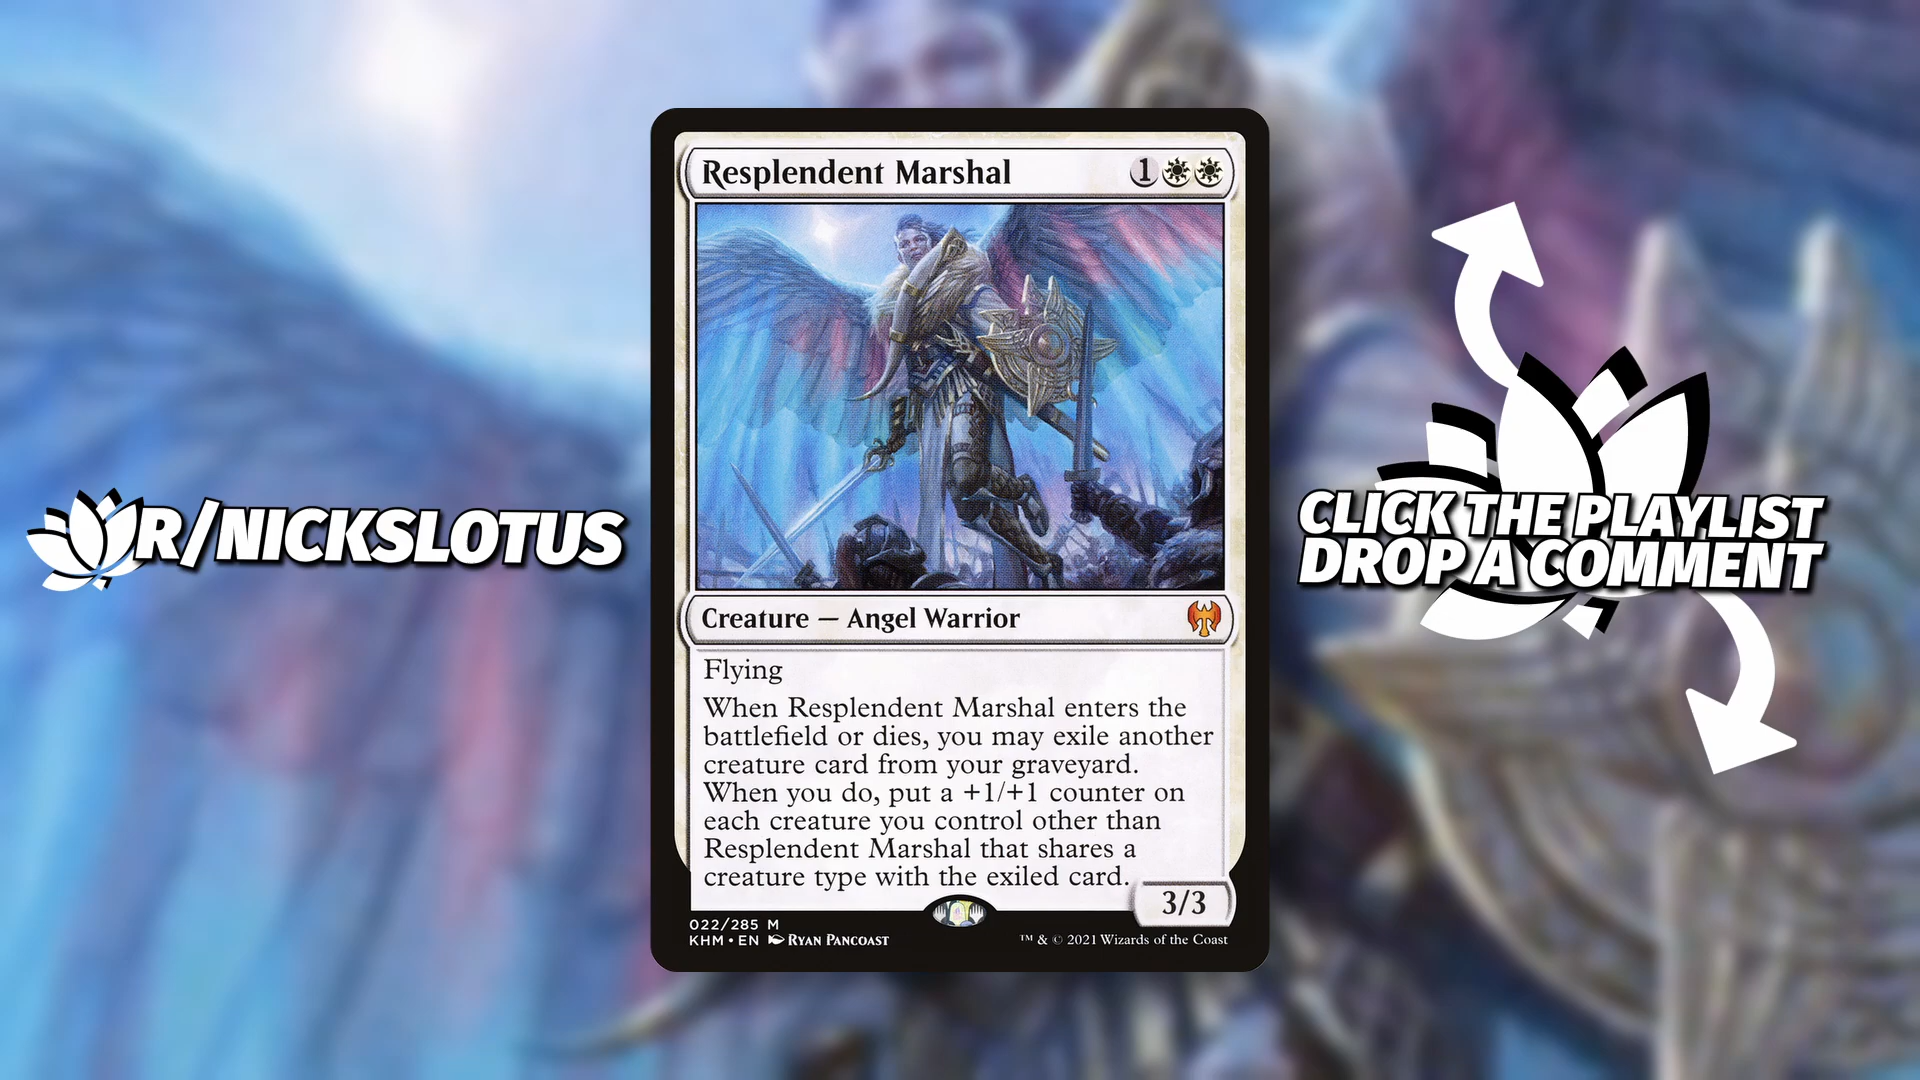 R/NICKSLOTUS
Resplendent Marshal 1
Creature — Angel Warrior
Flying
When Resplendent Marshal enters the
battlefield or dies, you may exile another
creature card from your graveyard.
When you do, put a +1/+1 counter on
each creature you control other than
Resplendent Marshal that shares a
creature type with the exiled card.
3/3
022/285 M
KHM • EN RYAN PANCOAST
™ & © 2021 Wizards of the Coast
CLICK THE PLAYLIST
DROP A COMMENT